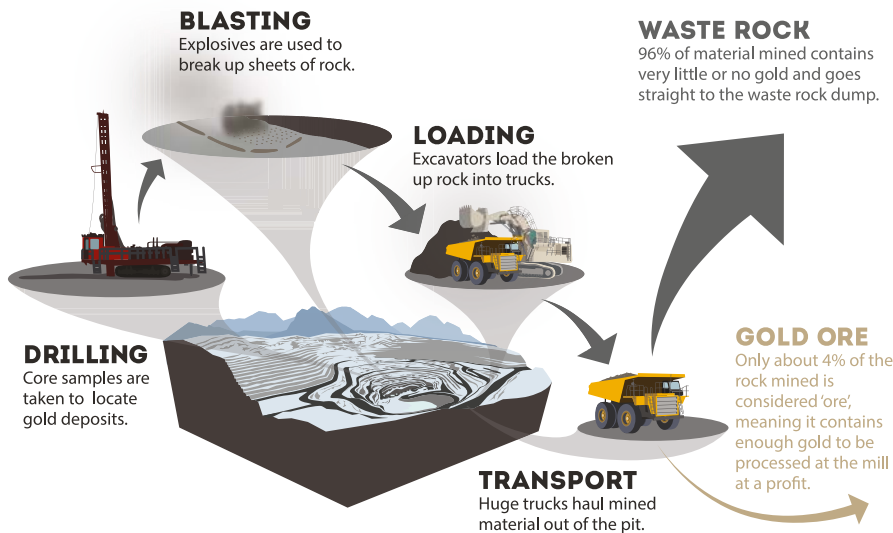 BLASTING
Explosives are used to
break up sheets of rock.
WASTE ROCK
96% of material mined contains
very little or no gold and goes
straight to the waste rock dump.
LOADING
Excavators load the broken
up rock into trucks.
DRILLING
Core samples are
taken to locate
gold deposits.
GOLD ORE
Only about 4% of the
rock mined is
considered ‘ore’,
meaning it contains
enough gold to be
processed at the mill
at a profit.
TRANSPORT
Huge trucks haul mined
material out of the pit.